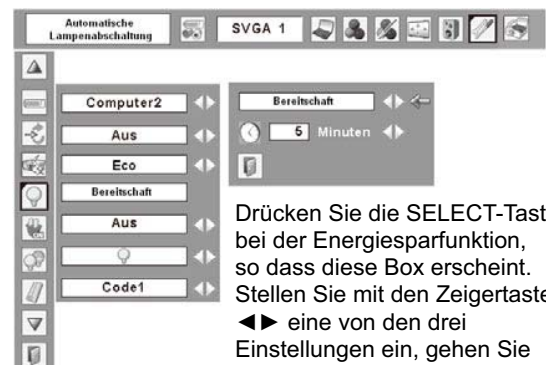 Automatische
Lampenabschaltung
SVGA 1
Computer2
Aus
Eco
Bereitschaft
Aus
Code1
Bereitschaft
5 Minuten
Drücken Sie die SELECT-Tast
bei der Energiesparfunktion,
so dass diese Box erscheint.
Stellen Sie mit den Zeigertaste
◄► eine von den drei
Einstellungen ein, gehen Sie